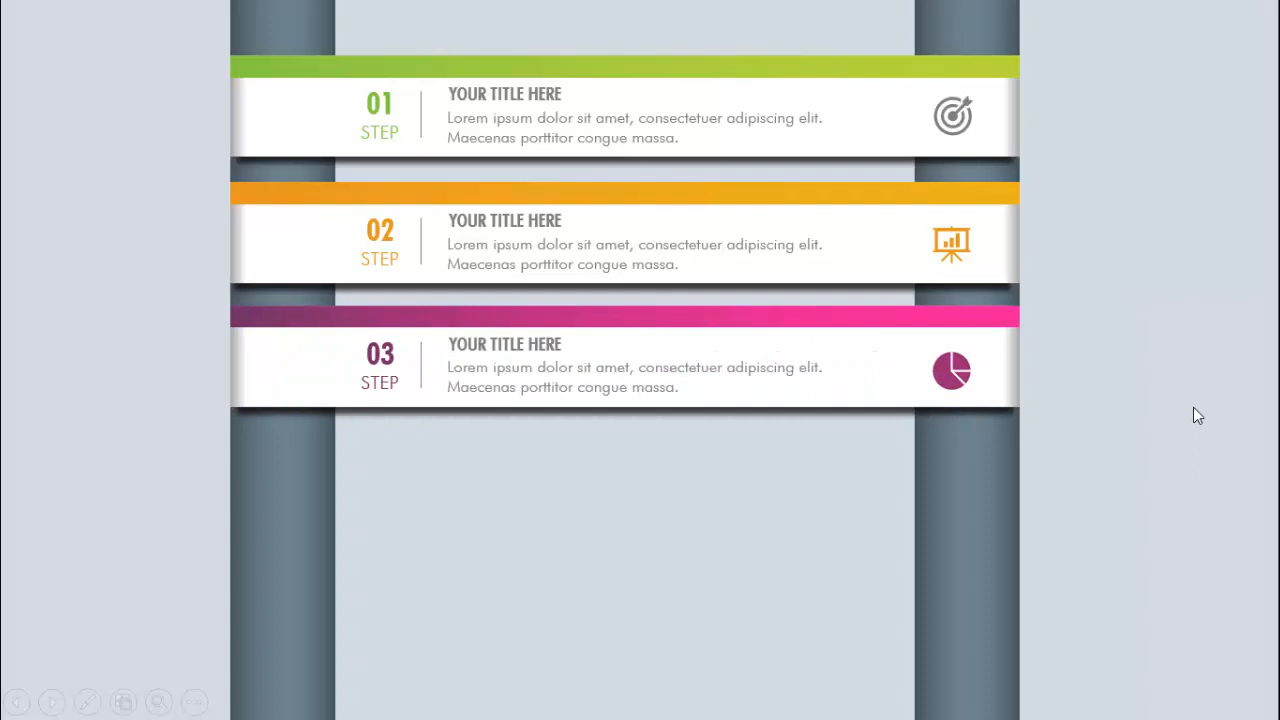 01
STEP
YOUR TITLE HERE
Lorem ipsum dolor sit amet, consectetuer adipiscing elit.
Maecenas porttitor congue massa.
02
STEP
YOUR TITLE HERE
Lorem ipsum dolor sit amet, consectetuer adipiscing elit.
Maecenas porttitor congue massa.
03
STEP
YOUR TITLE HERE
Lorem ipsum dolor sit amet, consectetuer adipiscing elit.
Maecenas porttitor congue massa.